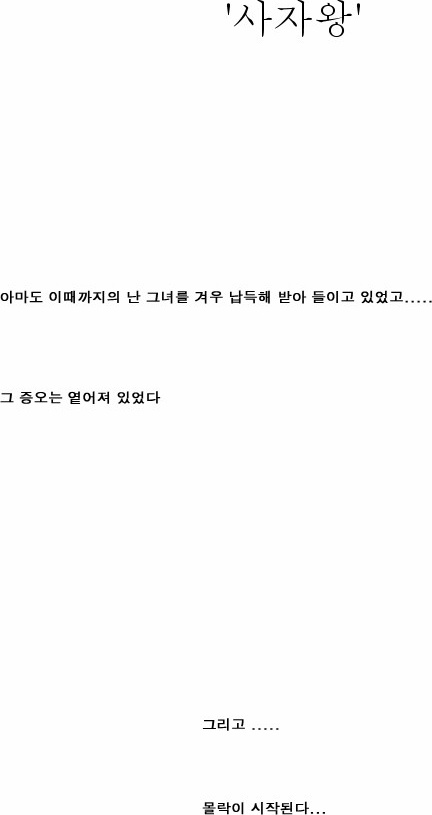 '사자왕'
아마도 이때까지의 난 그녀를 겨우 납득해 받아 들이고 있었고.....
그 증오는 옅어져 있었다
그리고 .....
몰락이 시작된다...